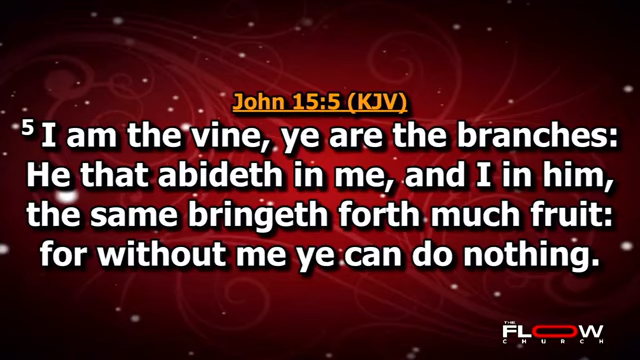 John 15:5 (KJV)
5 I am the vine, ye are the branches:
He that abideth in me, and I in him,
the same bringeth forth much fruit:
for without me ye can do nothing.
THE
FLOW
CHURCH